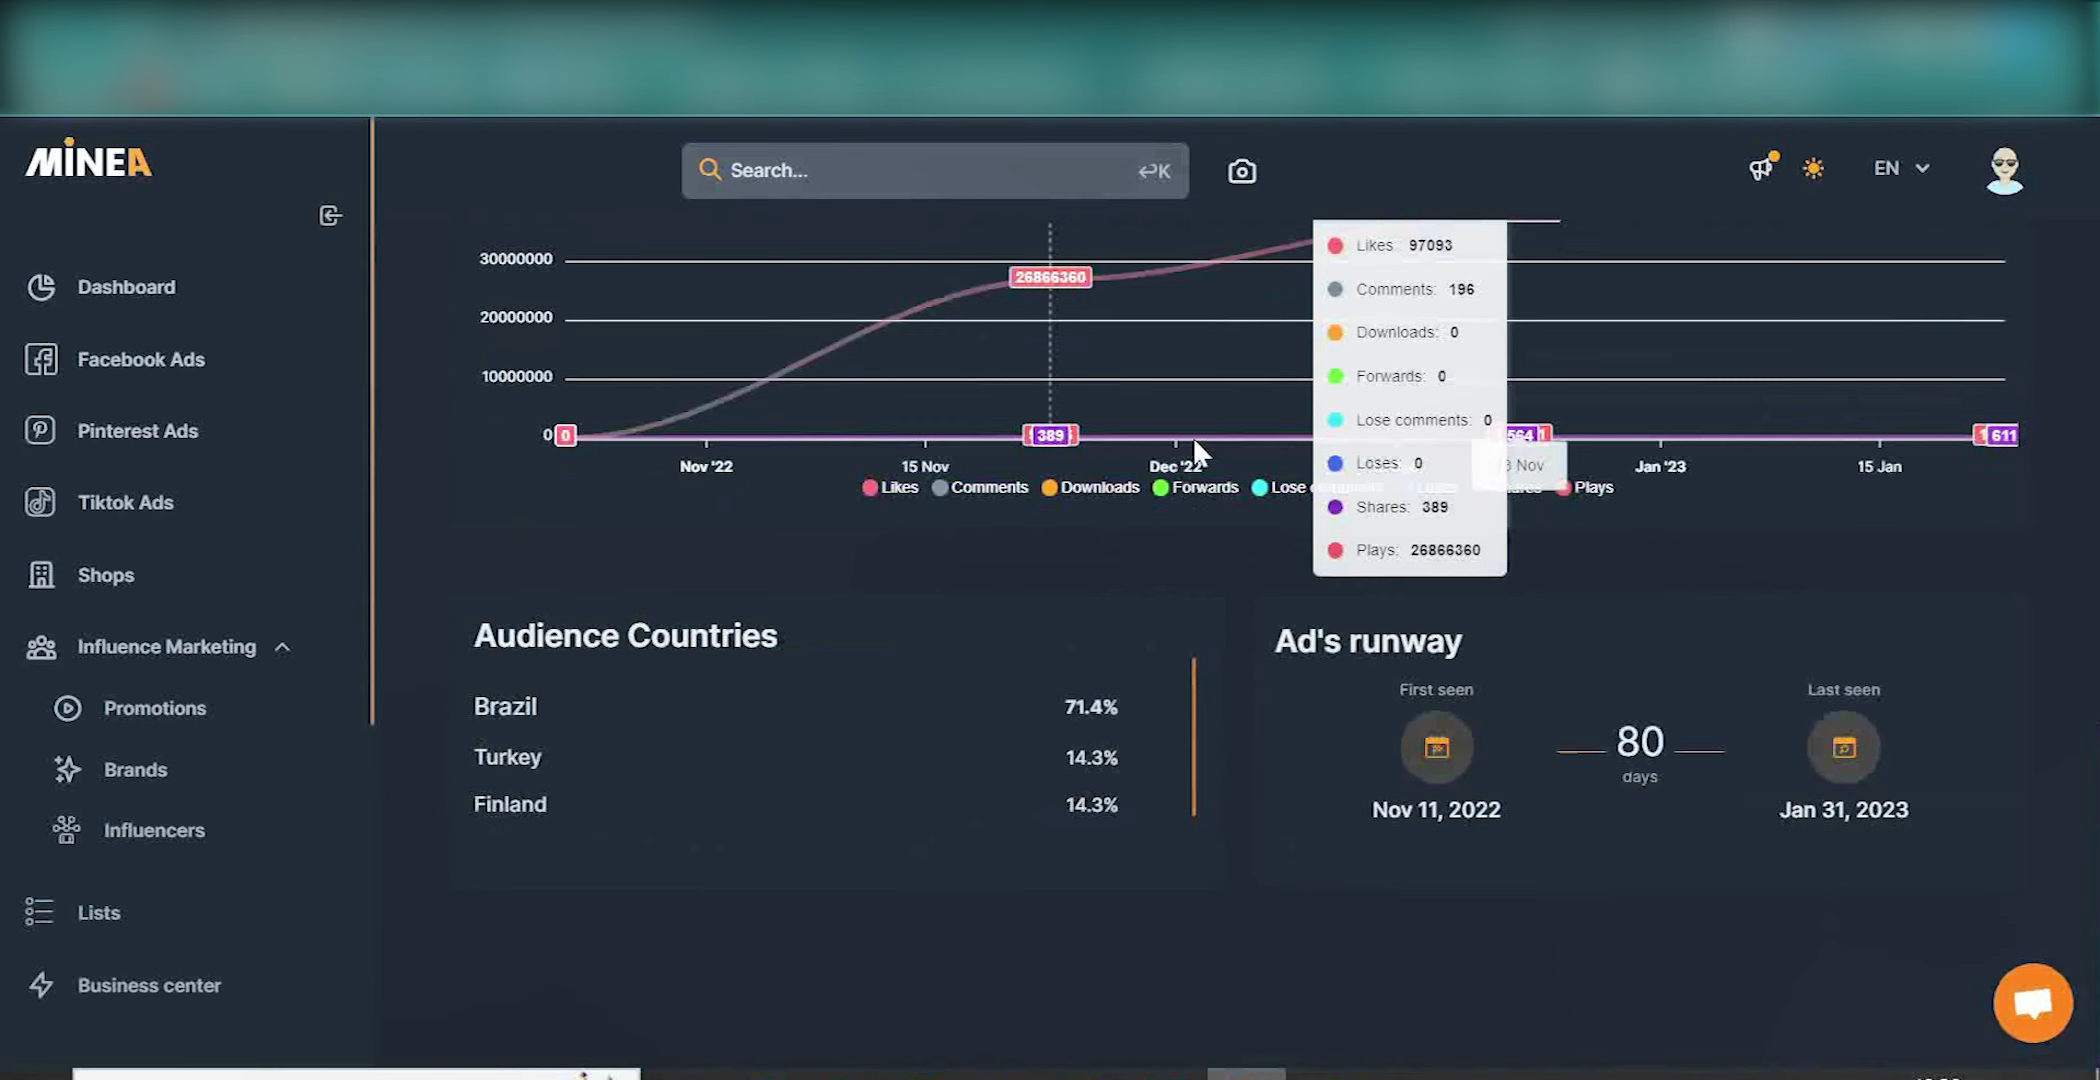 MINEA
Search...
K
EN
Dashboard
Facebook Ads
Pinterest Ads
Tiktok Ads
Shops
Influence Marketing
Promotions
Brands
Influencers
Lists
Business center
30000000
20000000
10000000
0
0
26866360
389
564
611
Nov '22
15 Nov
Dec '22
Nov
Jan '23
15 Jan
Likes
Comments
Downloads
Forwards
Lose
Plays
Likes: 97093
Comments: 196
Downloads: 0
Forwards: 0
Lose comments: 0
Loses: 0
Shares: 389
Plays: 26866360
Audience Countries
Brazil 71.4%
Turkey 14.3%
Finland 14.3%
Ad's runway
First seen
Last seen
80
days
Nov 11, 2022
Jan 31, 2023